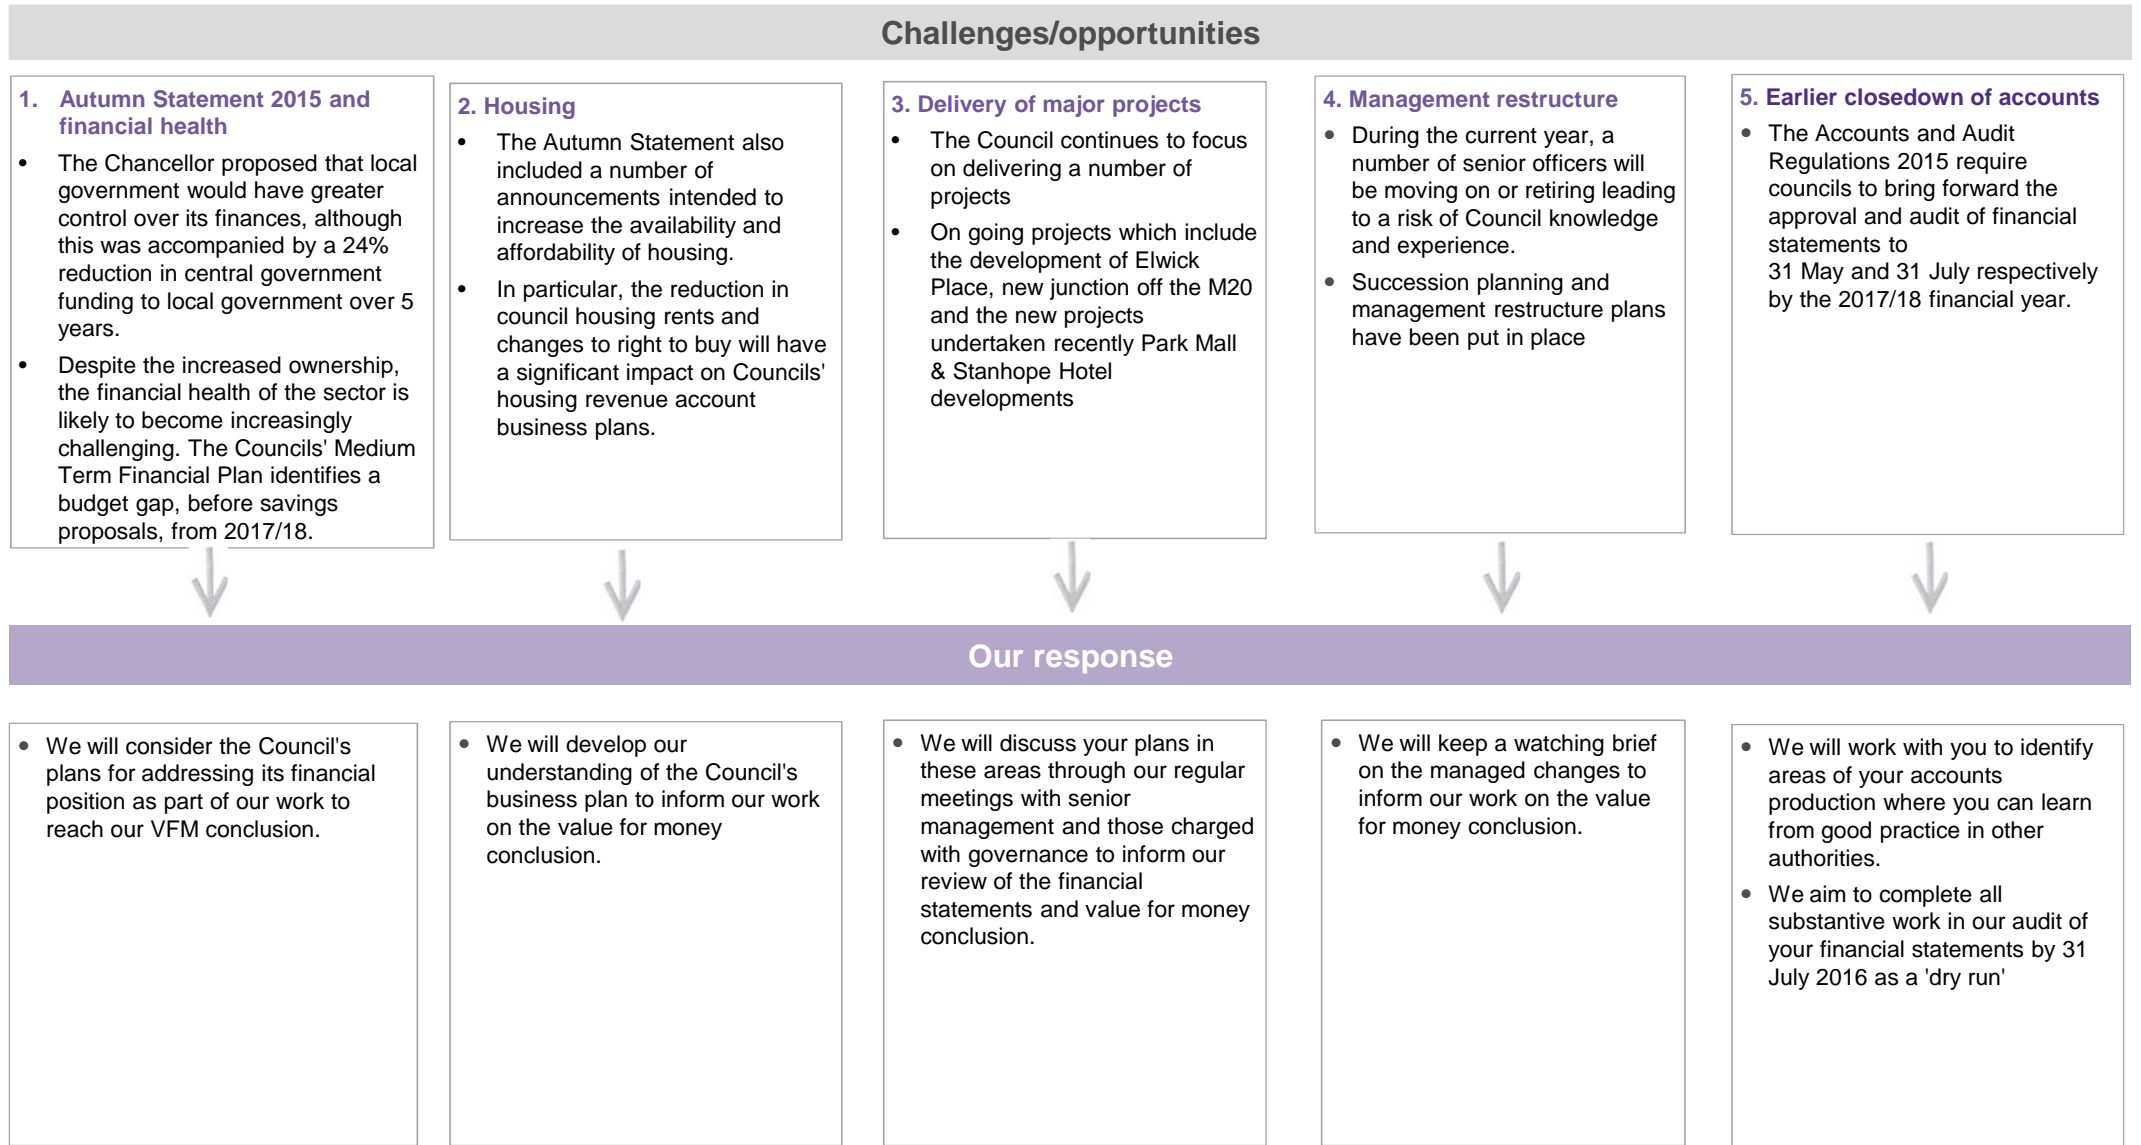 Challenges/opportunities
1. Autumn Statement 2015 and
financial health
• The Chancellor proposed that local
government would have greater
control over its finances, although
this was accompanied by a 24%
reduction in central government
funding to local government over 5
years.
• Despite the increased ownership,
the financial health of the sector is
likely to become increasingly
challenging. The Councils' Medium
Term Financial Plan identifies a
budget gap, before savings
proposals, from 2017/18.
2. Housing
• The Autumn Statement also
included a number of
announcements intended to
increase the availability and
affordability of housing.
• In particular, the reduction in
council housing rents and
changes to right to buy will have
a significant impact on Councils'
housing revenue account
business plans.
3. Delivery of major projects
• The Council continues to focus
on delivering a number of
projects
• On going projects which include
the development of Elwick
Place, new junction off the M20
and the new projects
undertaken recently Park Mall
& Stanhope Hotel
developments
4. Management restructure
• During the current year, a
number of senior officers will
be moving on or retiring leading
to a risk of Council knowledge
and experience.
• Succession planning and
management restructure plans
have been put in place
5. Earlier closedown of accounts
• The Accounts and Audit
Regulations 2015 require
councils to bring forward the
approval and audit of financial
statements to
31 May and 31 July respectively
by the 2017/18 financial year.
Our response
• We will consider the Council's
plans for addressing its financial
position as part of our work to
reach our VFM conclusion.
• We will develop our
understanding of the Council's
business plan to inform our work
on the value for money
conclusion.
• We will discuss your plans in
these areas through our regular
meetings with senior
management and those charged
with governance to inform our
review of the financial
statements and value for money
conclusion.
• We will keep a watching brief
on the managed changes to
inform our work on the value
for money conclusion.
• We will work with you to identify
areas of your accounts
production where you can learn
from good practice in other
authorities.
• We aim to complete all
substantive work in our audit of
your financial statements by 31
July 2016 as a 'dry run'